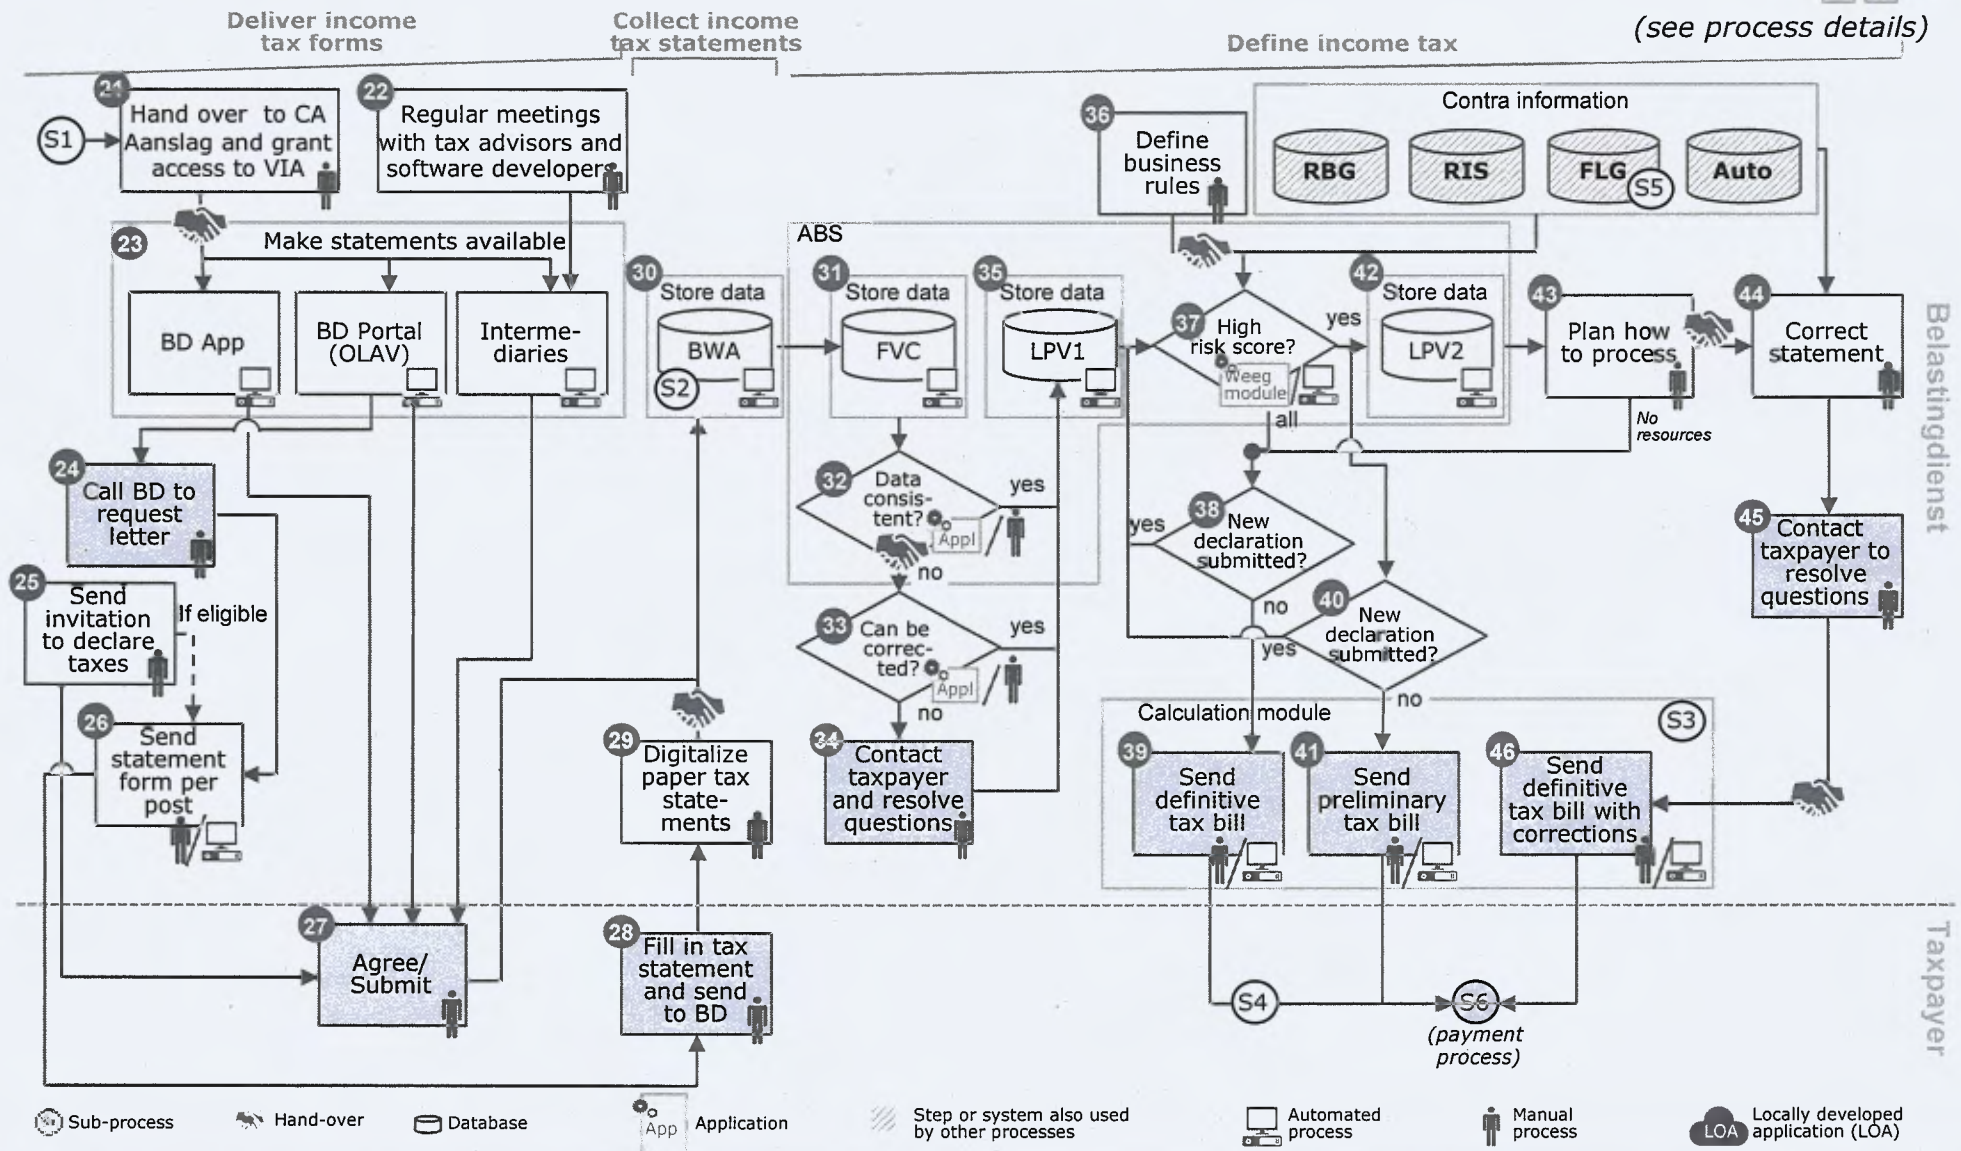 (see process details)
Deliver income
tax forms
Collect income
tax statements
Define income tax
21
Hand over to CA
Aanslag and grant
access to VIA
S1
22
Regular meetings
with tax advisors and
software developers
36
Define
business
rules
Contra information
RBG
RIS
FLG
S5
Auto
23
Make statements available
BD App
BD Portal
(OLAV)
Interme-
diaries
30
Store data
BWA
S2
ABS
31
Store data
FVC
35
Store data
LPV1
37
High
risk score?
Weeg
module
yes
all
42
Store data
LPV2
43
Plan how
to process
No
resources
44
Correct
statement
Belastingdienst
24
Call BD to
request
letter
32
Data
consis-
tent?
Appl
yes
no
38
New
declaration
submitted?
yes
no
45
Contact
taxpayer to
resolve
questions
25
Send
invitation
to declare
taxes
If eligible
33
Can be
correc-
ted?
Appl
yes
no
40
New
declaration
submitted?
yes
no
26
Send
statement
form per
post
29
Digitalize
paper tax
state-
ments
34
Contact
taxpayer
and resolve
questions
Calculation module
S3
39
Send
definitive
tax bill
41
Send
preliminary
tax bill
46
Send
definitive
tax bill with
corrections
27
Agree/
Submit
28
Fill in tax
statement
and send
to BD
S4
S6
(payment
process)
Taxpayer
Sub-process
Hand-over
Database
App
Application
Step or system also used
by other processes
Automated
process
Manual
process
LOA
Locally developed
application (LOA)